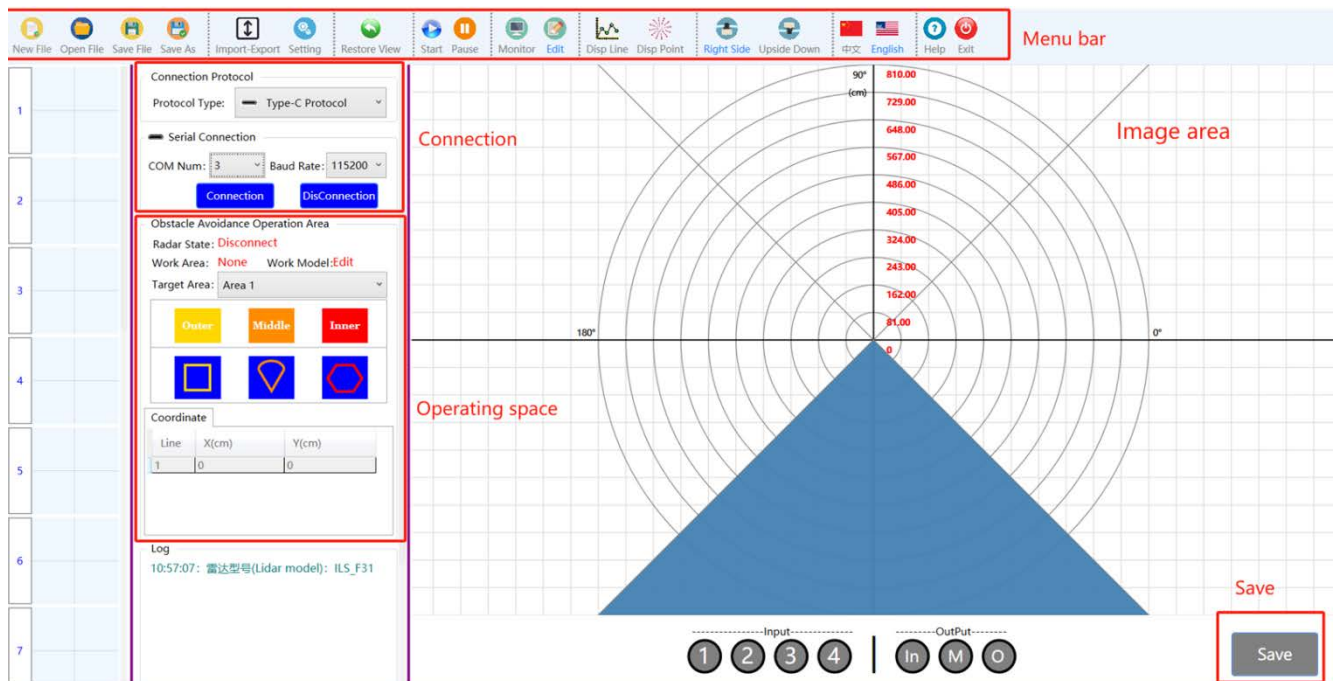 New File Open File Save File Save As Import-Export Setting Restore View Start Pause Monitor Edit Disp Line Disp Point Right Side Upside Down 中文 English Help Exit
Menu bar
Connection Protocol
Protocol Type: Type-C Protocol
Serial Connection
COM Num: 3 Baud Rate: 115200
Connection DisConnection
Connection
Obstacle Avoidance Operation Area
Radar State: Disconnect
Work Area: None Work Model:Edit
Target Area: Area 1
Outer Middle Inner
Operating space
Coordinate
Line X(cm) Y(cm)
1 0 0
Log
10:57:07: 雷达型号(Lidar model): ILS_F31
1
2
3
4
5
6
7
Image area
90° 810.00
(cm)
729.00
648.00
567.00
486.00
405.00
324.00
243.00
162.00
81.00
180° 0°
0
Save
----------------Input--------------
1 2 3 4
---------OutPut--------
In M O
Save